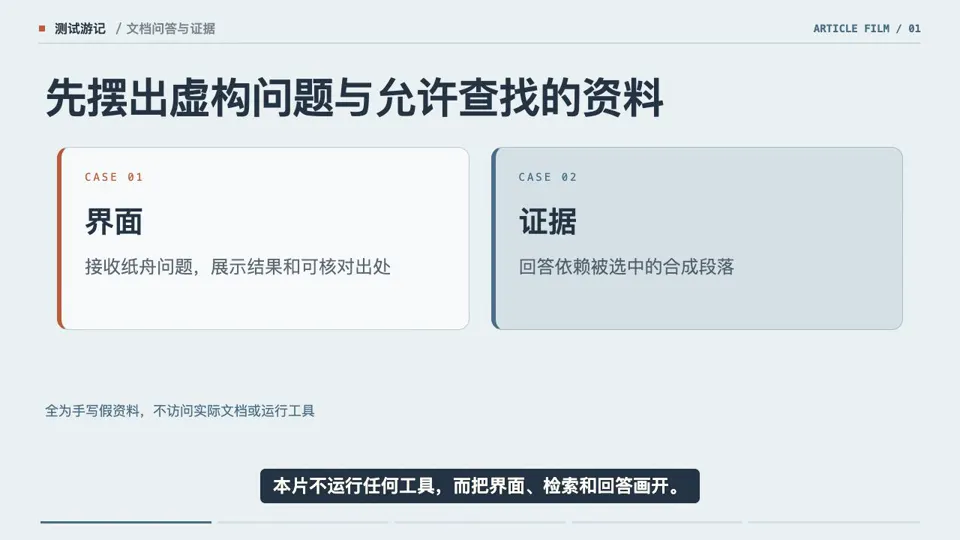 测试游记 / 文档问答与证据
ARTICLE FILM / 01
先摆出虚构问题与允许查找的资料
CASE 01
界面
接收纸舟问题，展示结果和可核对出处
CASE 02
证据
回答依赖被选中的合成段落
全为手写假资料，不访问实际文档或运行工具
本片不运行任何工具，而把界面、检索和回答画开。